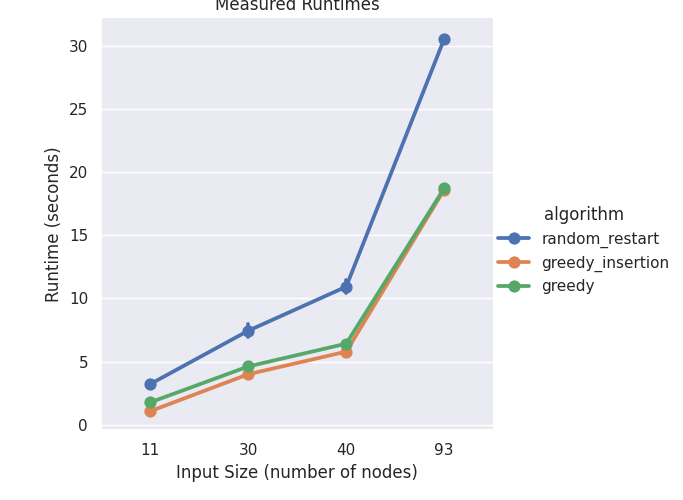 Measured Runtimes
30
25
20
15
10
5
0
Runtime (seconds)
11 30 40 93
Input Size (number of nodes)
algorithm
random_restart
greedy_insertion
greedy